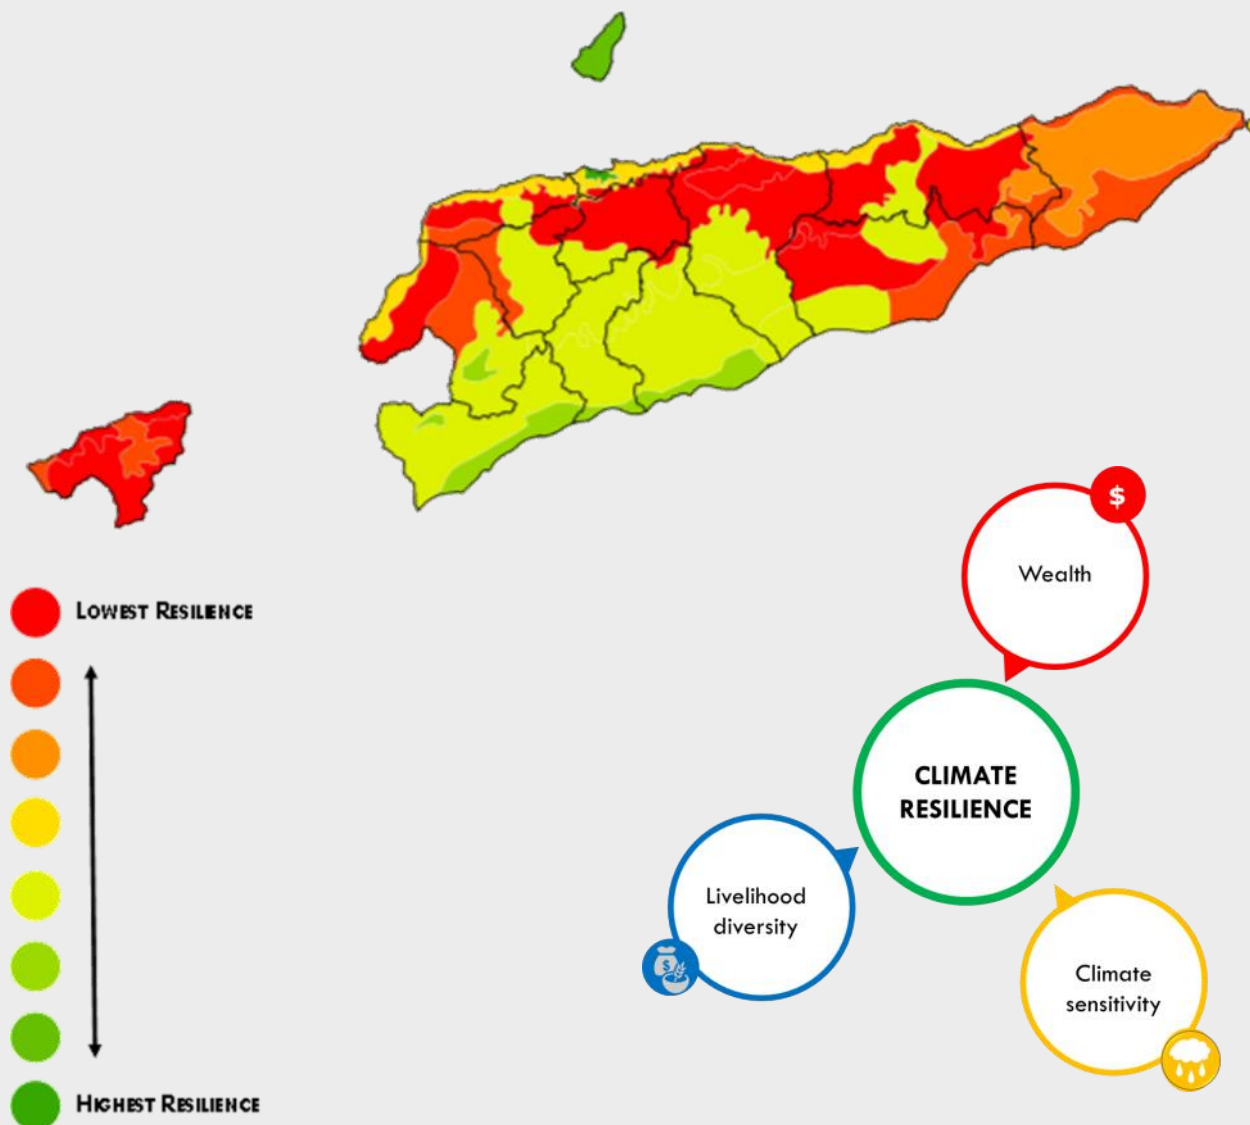 $
Wealth
LOWEST RESILIENCE
CLIMATE
RESILIENCE
Livelihood
diversity
$
Climate
sensitivity
HIGHEST RESILIENCE